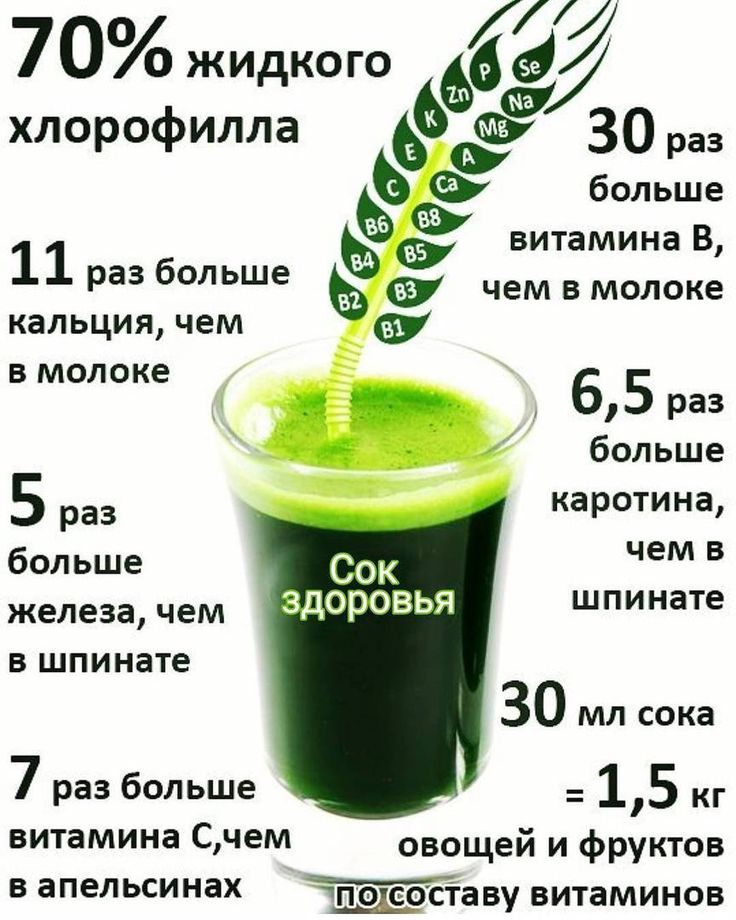 70% жидкого
хлорофилла
Se
P
Zn
Na
K
Mg
E
A
C
Ca
B6
B8
B4
B5
B2
B3
B1
30 раз
больше
витамина В,
чем в молоке
11 раз больше
кальция, чем
в молоке
6,5 раз
больше
каротина,
чем в
шпинате
5 раз
больше
железа, чем
в шпинате
Сок
здоровья
30 мл сока
= 1,5 кг
овощей и фруктов
по составу витаминов
7 раз больше
витамина С,чем
в апельсинах